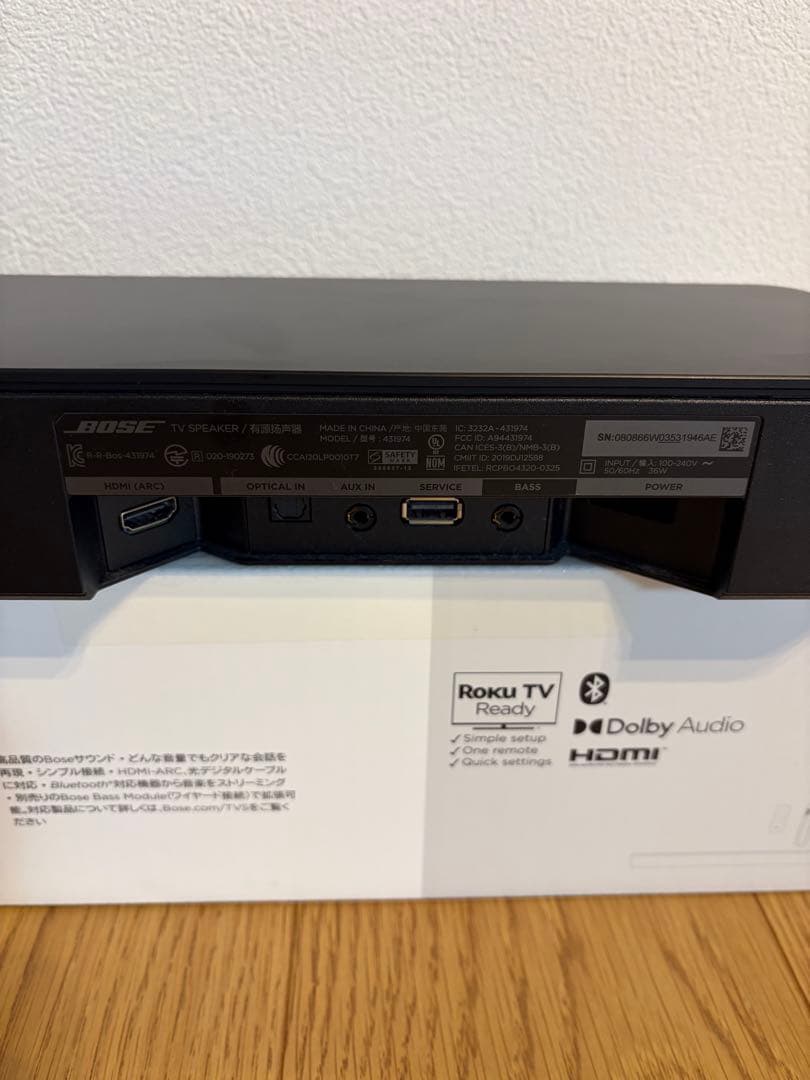 BOSE TV SPEAKER / 有源扬声器
MADE IN CHINA /产地: 中国东莞
MODEL / 型号: 431974
IC: 3232A-431974
FCC ID: A94431974
CAN ICES-3(B)/NMB-3(B)
CMIIT ID: 2019DJ12588
IFETEL: RCPBO4320-0325
SN:080866W03531946AE
R-R-Bos-431974
R 020-190273
CCAI20LP0010T7
UL
SAFETY
NOM
INPUT / 輸入: 100-240V
50/60Hz 36W
HDMI (ARC)
OPTICAL IN
AUX IN
SERVICE
BASS
POWER
高品質のBoseサウンド・どんな音量でもクリアな会話を
再現・シンプル接続・HDMI-ARC、光デジタルケーブル
に対応・Bluetooth®対応機器から音楽をストリーミング
・別売りのBose Bass Module(ワイヤード接続)で拡張可
能。対応製品について詳しくは、Bose.com/TVSをご覧く
ださい
Roku TV
Ready
✓ Simple setup
✓ One remote
✓ Quick settings
Dolby Audio
HDMI